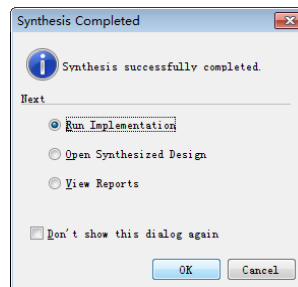 Synthesis Completed
Synthesis successfully completed.
Next
Run Implementation
Open Synthesized Design
View Reports
Don't show this dialog again
OK
Cancel